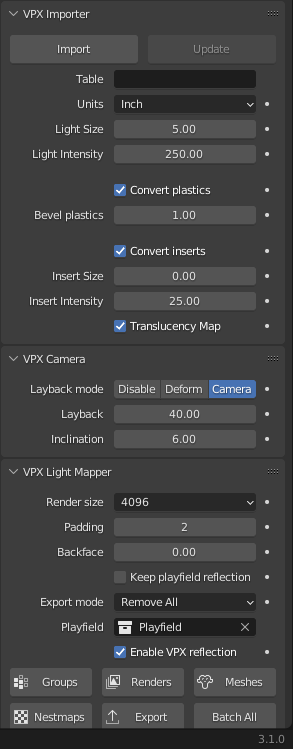 VPX Importer
Import Update
Table
Units Inch
Light Size 5.00
Light Intensity 250.00
Convert plastics
Bevel plastics 1.00
Convert inserts
Insert Size 0.00
Insert Intensity 25.00
Translucency Map
VPX Camera
Layback mode Disable Deform Camera
Layback 40.00
Inclination 6.00
VPX Light Mapper
Render size 4096
Padding 2
Backface 0.00
Keep playfield reflection
Export mode Remove All
Playfield Playfield
Enable VPX reflection
Groups Renders Meshes
Nestmaps Export Batch All
3.1.0